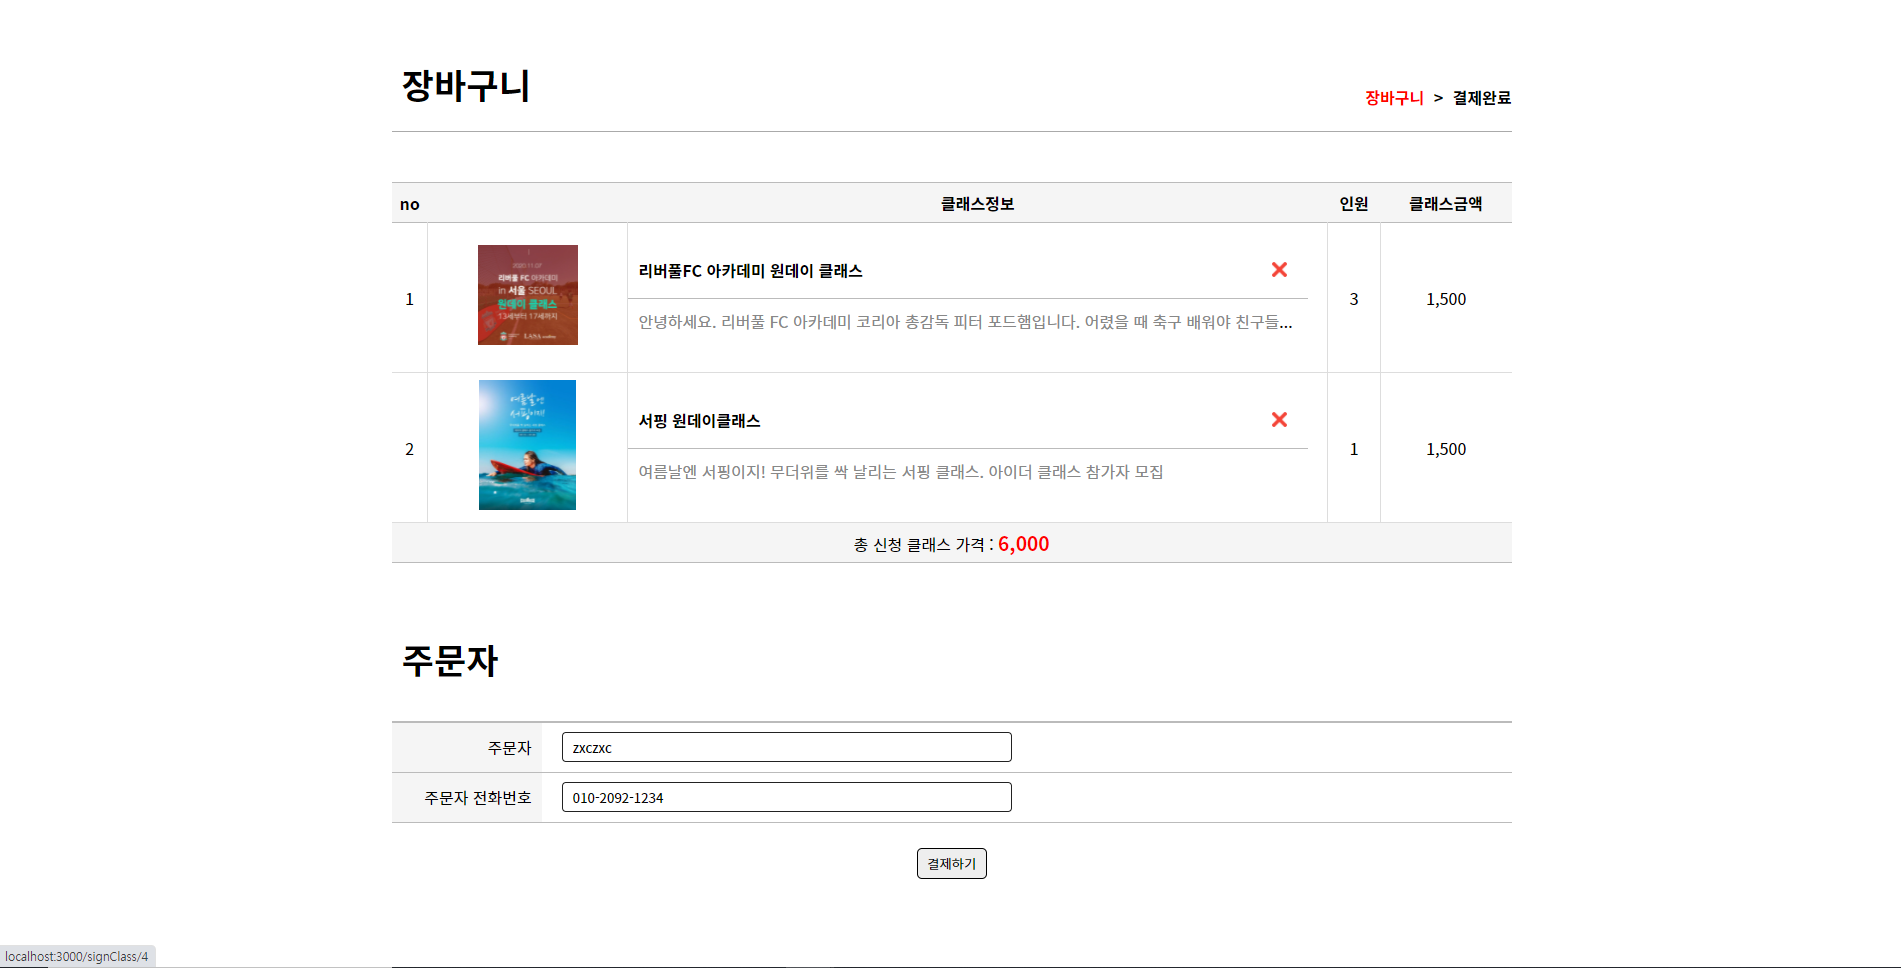 장바구니
장바구니 > 결제완료
no 클래스정보 인원 클래스금액
1
리버풀 FC 아카데미
in 서울 SEOUL
원데이 클래스
13세부터 17세까지
리버풀FC 아카데미 원데이 클래스
안녕하세요. 리버풀 FC 아카데미 코리아 총감독 피터 포드햄입니다. 어렸을 때 축구 배워야 친구들...
3
1,500
2
여름날엔
서핑이지!
서핑 원데이클래스
여름날엔 서핑이지! 무더위를 싹 날리는 서핑 클래스. 아이더 클래스 참가자 모집
1
1,500
총 신청 클래스 가격 : 6,000
주문자
주문자 zxczxc
주문자 전화번호 010-2092-1234
결제하기
localhost:3000/signClass/4